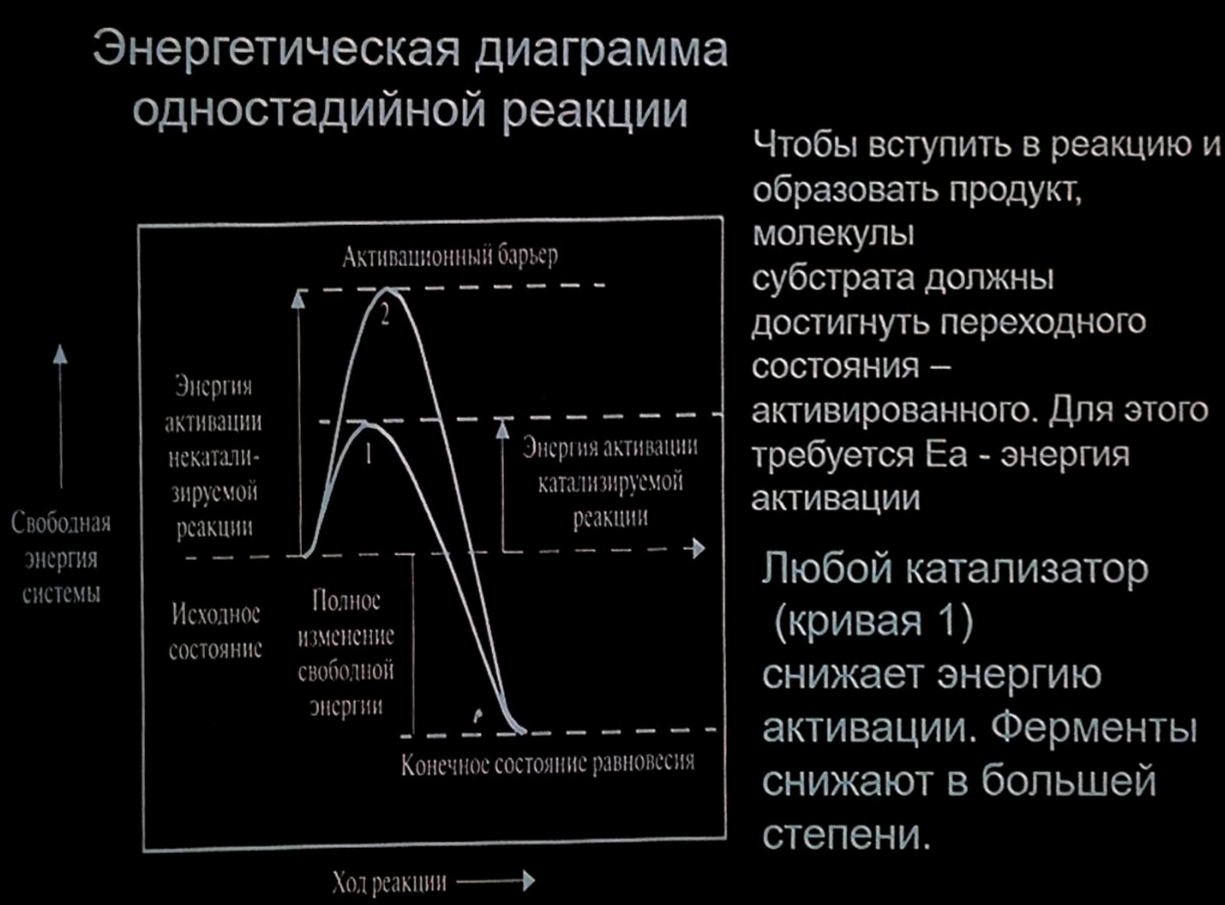 Энергетическая диаграмма
одностадийной реакции
Чтобы вступить в реакцию и
образовать продукт,
молекулы
субстрата должны
достигнуть переходного
состояния –
активированного. Для этого
требуется Еа - энергия
активации
Любой катализатор
(кривая 1)
снижает энергию
активации. Ферменты
снижают в большей
степени.
Активационный барьер
2
Энергия
активации
некатали-
зируемой
реакции
1
Энергия активации
катализируемой
реакции
Свободная
энергия
системы
Исходное
состояние
Полное
изменение
свободной
энергии
Конечное состояние равновесия
Ход реакции